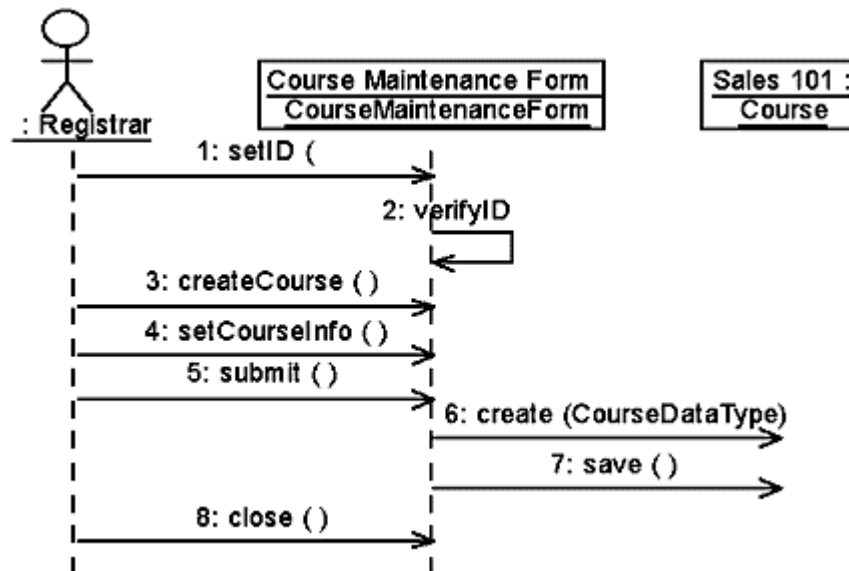 : Registrar
Course Maintenance Form
CourseMaintenanceForm
Sales 101 :
Course
1: setID (
2: verifyID
3: createCourse ( )
4: setCourseInfo ( )
5: submit ( )
6: create (CourseDataType)
7: save ( )
8: close ( )